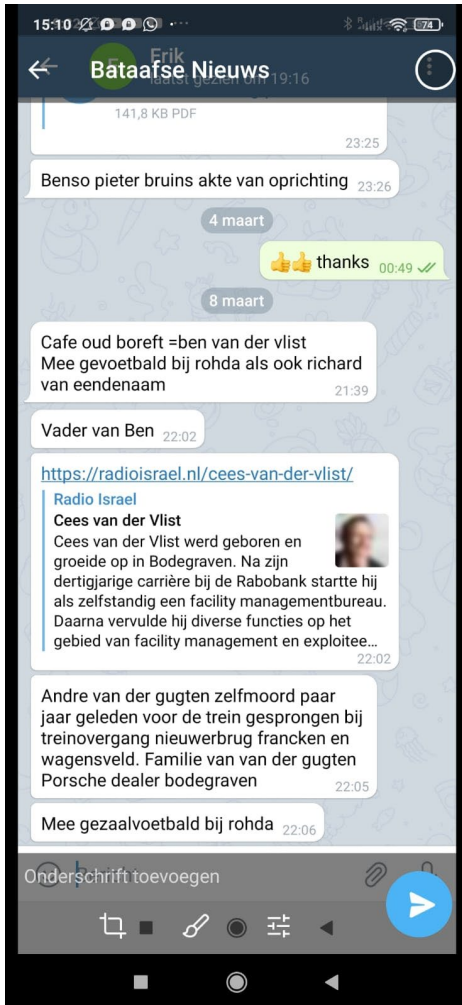 15:10
74
Erik
Bataafse Nieuws
laatst gezien om 19:16
141,8 KB PDF
23:25
Benso pieter bruins akte van oprichting 23:26
4 maart
👍👍 thanks 00:49
8 maart
Cafe oud boreft =ben van der vlist
Mee gevoetbald bij rohda als ook richard
van eendenaam
21:39
Vader van Ben 22:02
https://radioisrael.nl/cees-van-der-vlist/
Radio Israel
Cees van der Vlist
Cees van der Vlist werd geboren en
groeide op in Bodegraven. Na zijn
dertigjarige carrière bij de Rabobank startte hij
als zelfstandig een facility managementbureau.
Daarna vervulde hij diverse functies op het
gebied van facility management en exploitee...
22:02
Andre van der gugten zelfmoord paar
jaar geleden voor de trein gesprongen bij
treinovergang nieuwerbrug francken en
wagensveld. Familie van van der gugten
Porsche dealer bodegraven
22:05
Mee gezaalvoetbald bij rohda 22:06
Onderschrift toevoegen